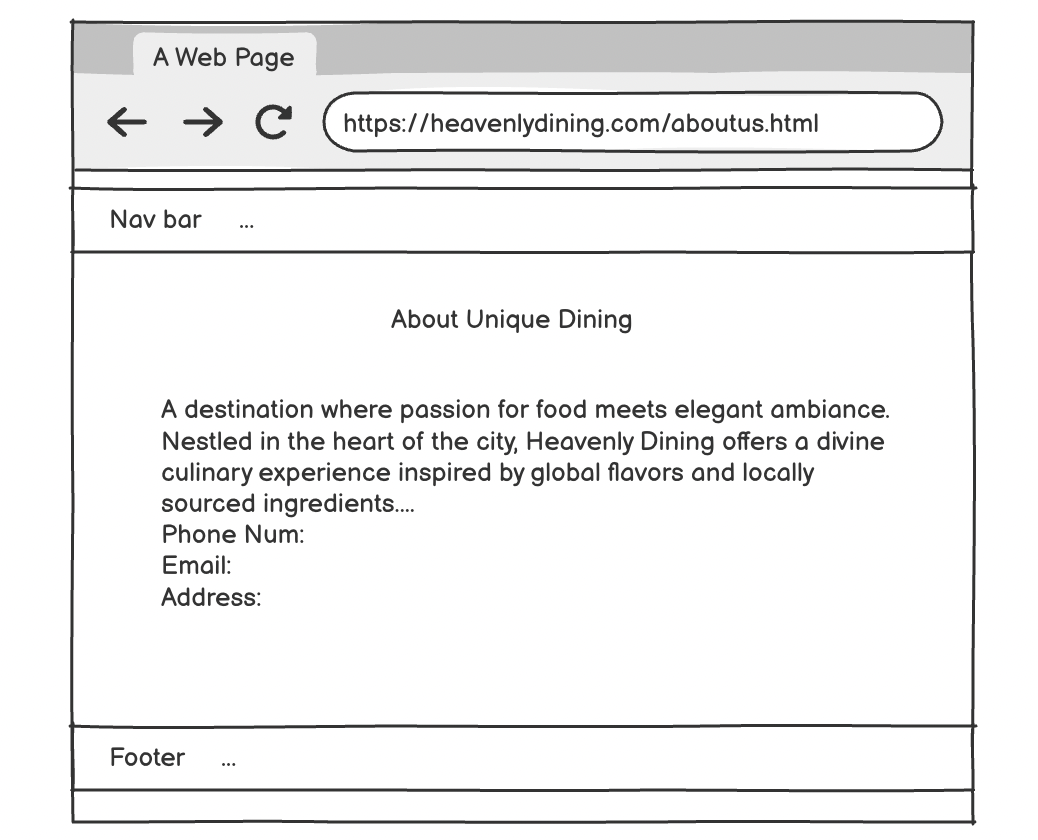 A Web Page
https://heavenlydining.com/aboutus.html
Nav bar ...
About Unique Dining
A destination where passion for food meets elegant ambiance.
Nestled in the heart of the city, Heavenly Dining offers a divine
culinary experience inspired by global flavors and locally
sourced ingredients....
Phone Num:
Email:
Address:
Footer ...